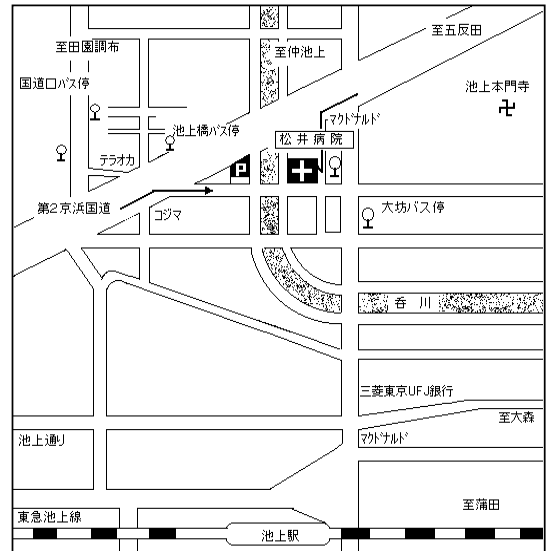 至五反田
至田園調布
至仲池上
国道口バス停
池上本門寺
マクドナルド
池上橋バス停
松井病院
テラオカ
P
第2京浜国道
コジマ
大坊バス停
呑川
三菱東京UFJ銀行
至大森
池上通り
マクドナルド
至蒲田
東急池上線
池上駅